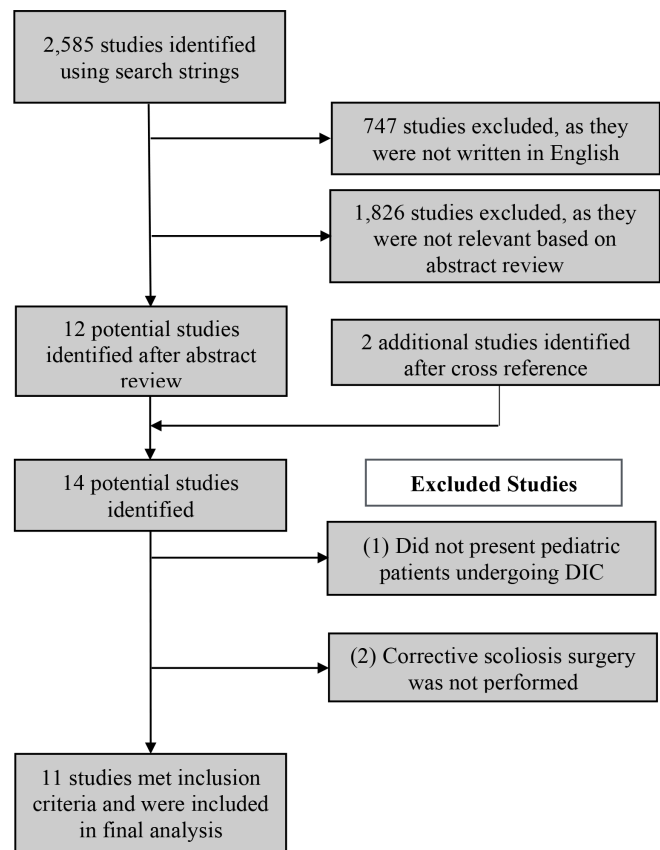 2,585 studies identified
using search strings
747 studies excluded, as they
were not written in English
1,826 studies excluded, as they
were not relevant based on
abstract review
12 potential studies
identified after abstract
review
2 additional studies identified
after cross reference
14 potential studies
identified
Excluded Studies
(1) Did not present pediatric
patients undergoing DIC
(2) Corrective scoliosis surgery
was not performed
11 studies met inclusion
criteria and were included
in final analysis